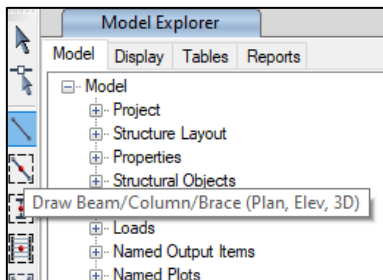 Model Explorer
Model Display Tables Reports
Model
Project
Structure Layout
Properties
Structural Objects
Draw Beam/Column/Brace (Plan, Elev, 3D)
Loads
Named Output Items
Named Plots